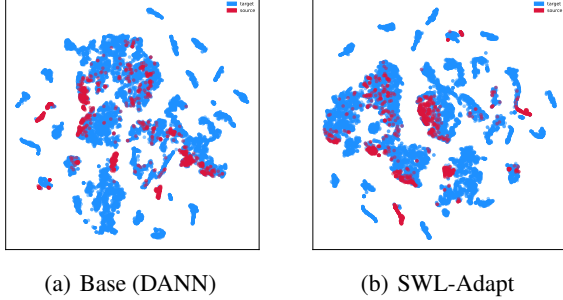 target
source
target
source
(a) Base (DANN)
(b) SWL-Adapt